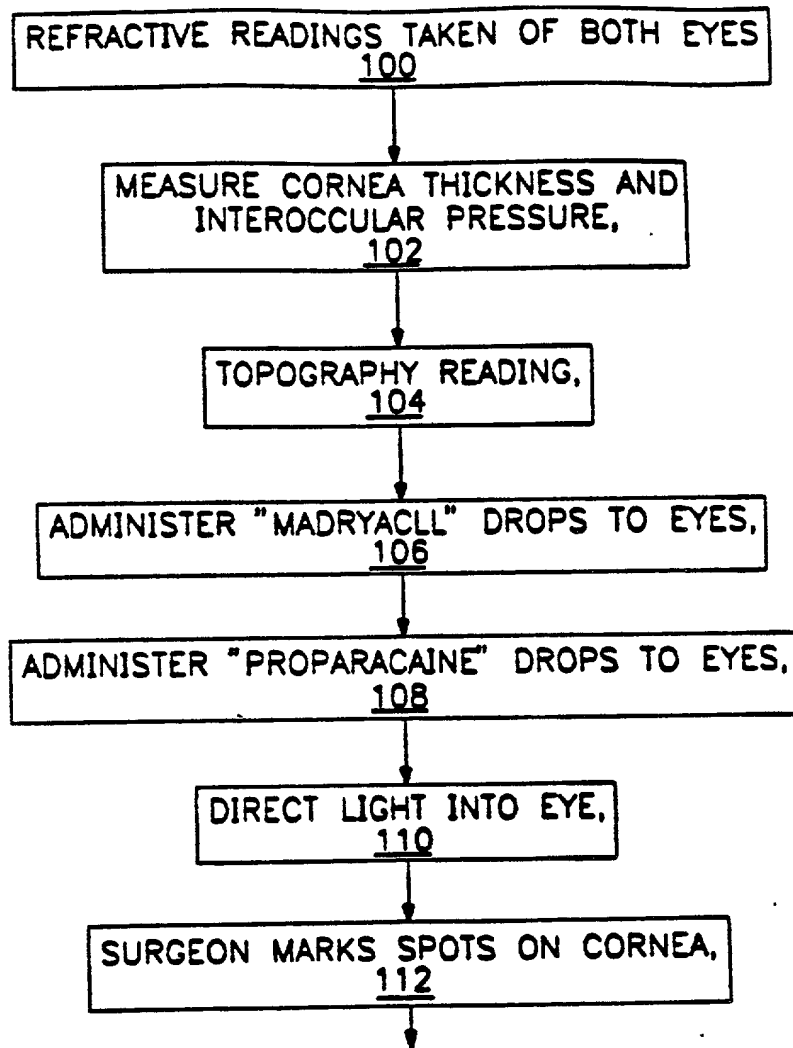 REFRACTIVE READINGS TAKEN OF BOTH EYES
100
MEASURE CORNEA THICKNESS AND
INTEROCCULAR PRESSURE,
102
TOPOGRAPHY READING,
104
ADMINISTER "MADRYACLL" DROPS TO EYES,
106
ADMINISTER "PROPARACAINE" DROPS TO EYES,
108
DIRECT LIGHT INTO EYE,
110
SURGEON MARKS SPOTS ON CORNEA,
112